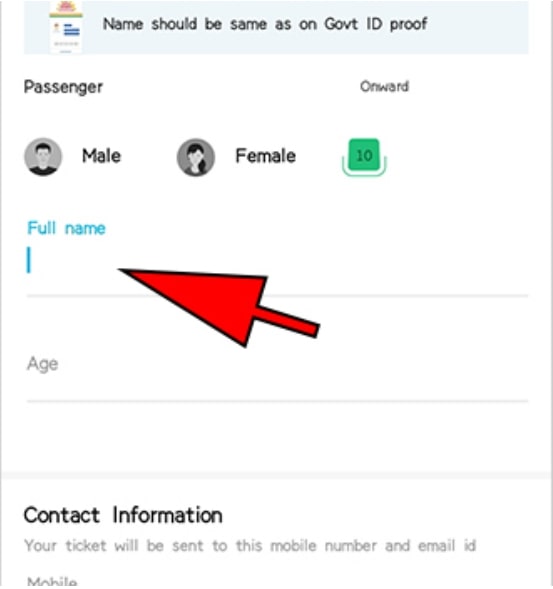 Name should be same as on Govt ID proof
Passenger Onward
Male Female 10
Full name
Age
Contact Information
Your ticket will be sent to this mobile number and email id
Mobile